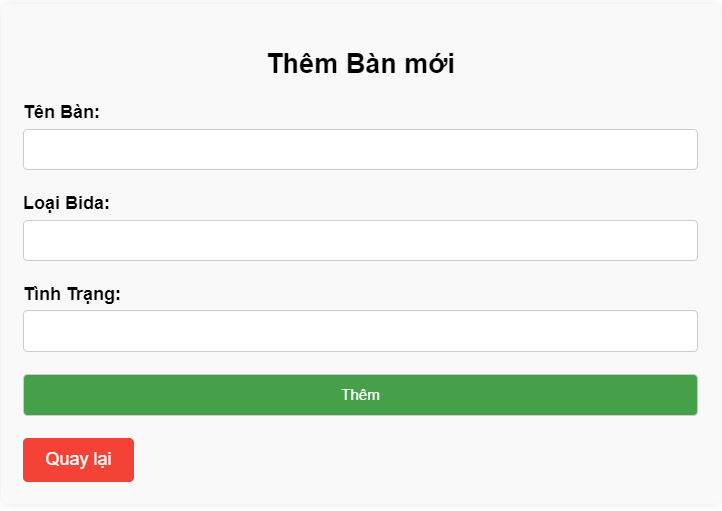 Thêm Bàn mới
Tên Bàn:
Loại Bida:
Tình Trạng:
Thêm
Quay lại